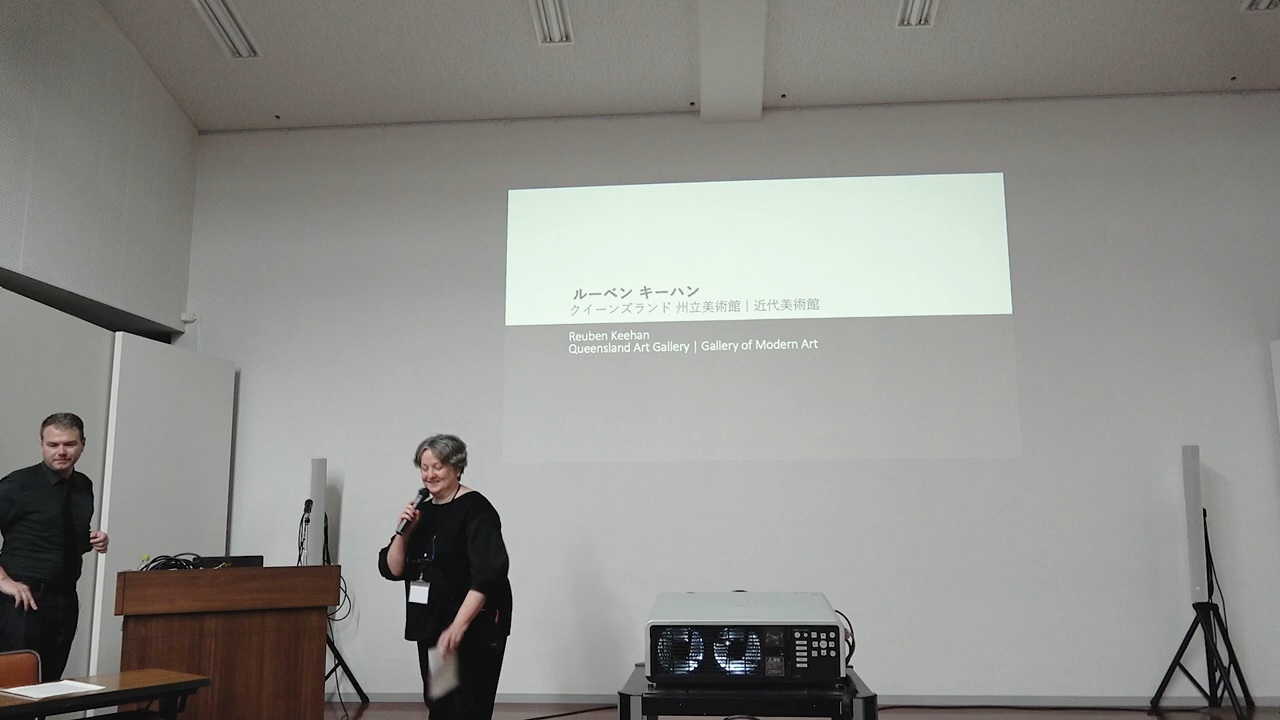 ルーベン キーハン
クイーンズランド 州立美術館｜近代美術館
Reuben Keehan
Queensland Art Gallery | Gallery of Modern Art